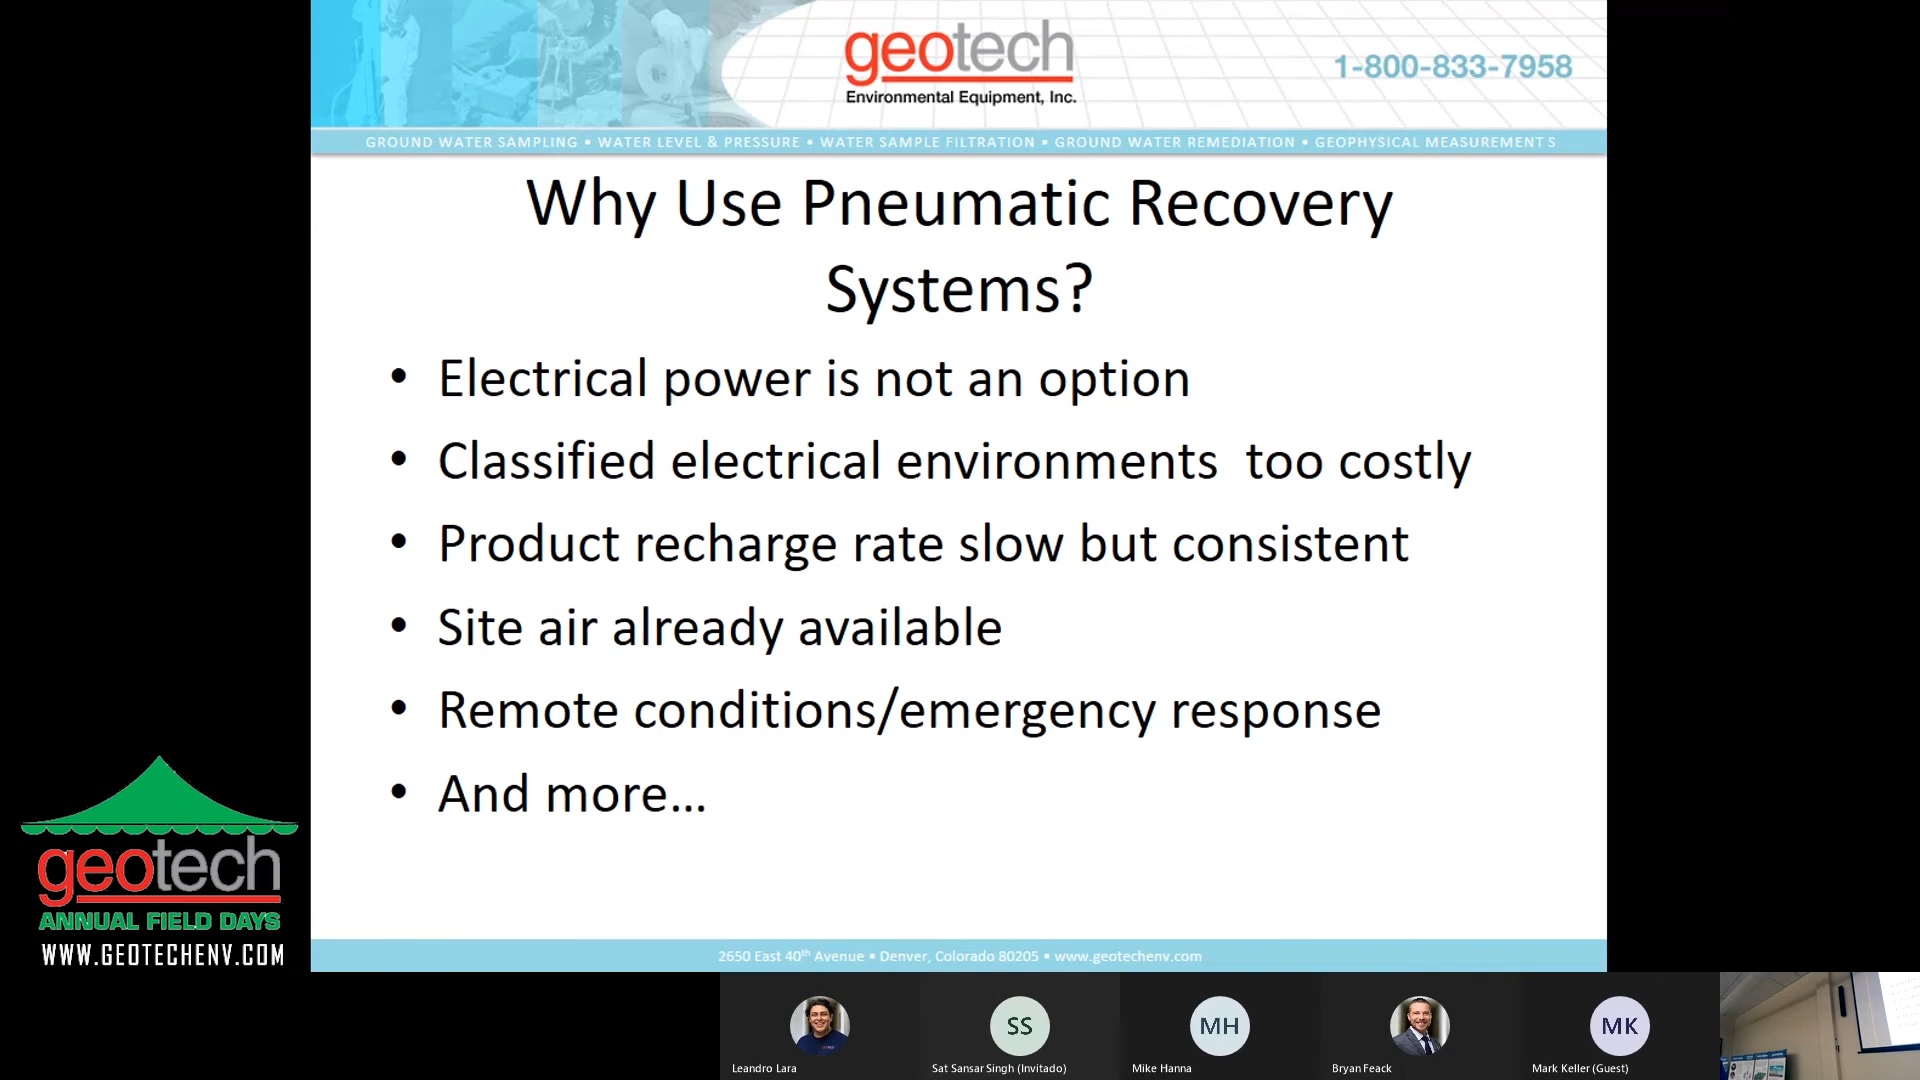 geotech
Environmental Equipment, Inc.
1-800-833-7958
GROUND WATER SAMPLING • WATER LEVEL & PRESSURE • WATER SAMPLE FILTRATION • GROUND WATER REMEDIATION • GEOPHYSICAL MEASUREMENTS
Why Use Pneumatic Recovery
Systems?
• Electrical power is not an option
• Classified electrical environments too costly
• Product recharge rate slow but consistent
• Site air already available
• Remote conditions/emergency response
• And more...
geotech
ANNUAL FIELD DAYS
WWW.GEOTECHENV.COM
2650 East 40th Avenue • Denver, Colorado 80205 • www.geotechenv.com
SS
MH
MK
Leandro Lara
Sat Sansar Singh (Invitado)
Mike Hanna
Bryan Feack
Mark Keller (Guest)